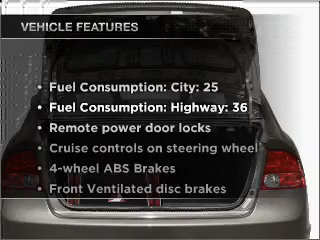 VEHICLE FEATURES
• Fuel Consumption: City: 25
• Fuel Consumption: Highway: 36
• Remote power door locks
• Cruise controls on steering wheel
• 4-wheel ABS Brakes
• Front Ventilated disc brakes